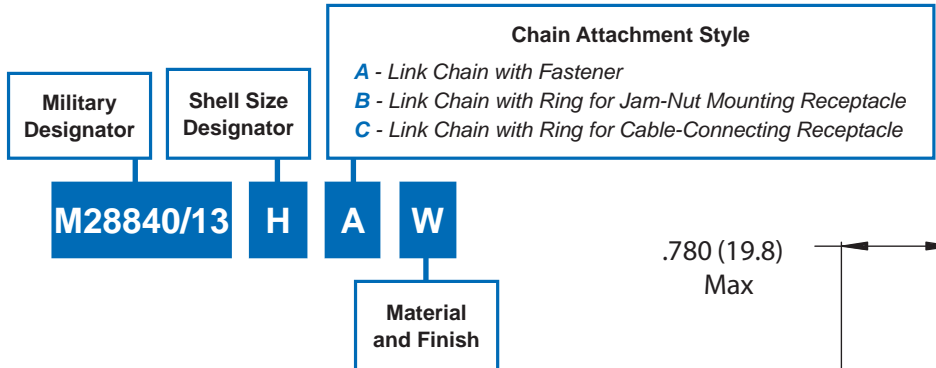 Chain Attachment Style
A - Link Chain with Fastener
B - Link Chain with Ring for Jam-Nut Mounting Receptacle
C - Link Chain with Ring for Cable-Connecting Receptacle
Military
Designator
Shell Size
Designator
M28840/13 H A W
.780 (19.8)
Max
Material
and Finish